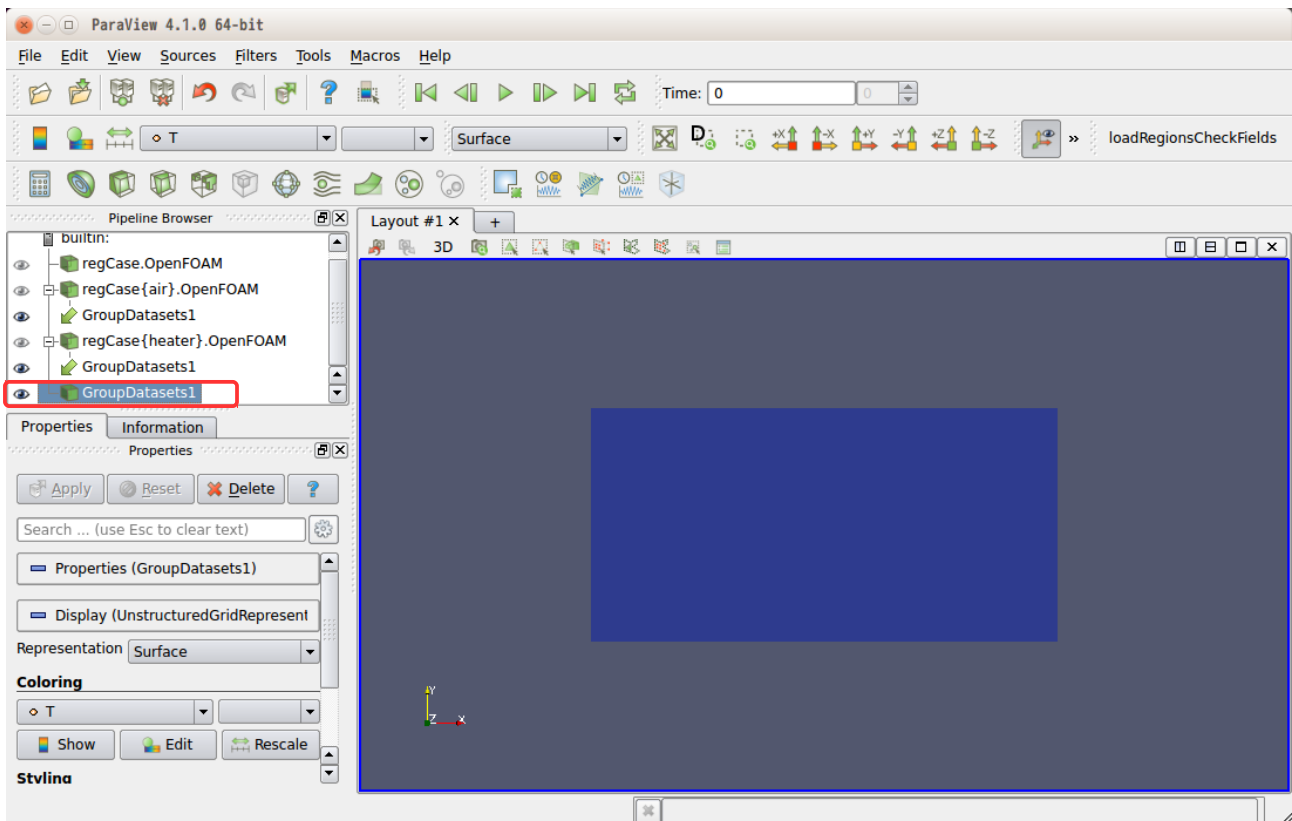 ParaView 4.1.0 64-bit
File Edit View Sources Filters Tools Macros Help
Time: 0 0
T Surface +X -X +Y -Y +Z -Z » loadRegionsCheckFields
Pipeline Browser
Layout #1 × +
3D
builtin:
regCase.OpenFOAM
regCase{air}.OpenFOAM
GroupDatasets1
regCase{heater}.OpenFOAM
GroupDatasets1
GroupDatasets1
Properties Information
Properties
Apply Reset Delete ?
Search ... (use Esc to clear text)
Properties (GroupDatasets1)
Display (UnstructuredGridRepresent
Representation Surface
Coloring
T
Show Edit Rescale
Styling
Y
Z X